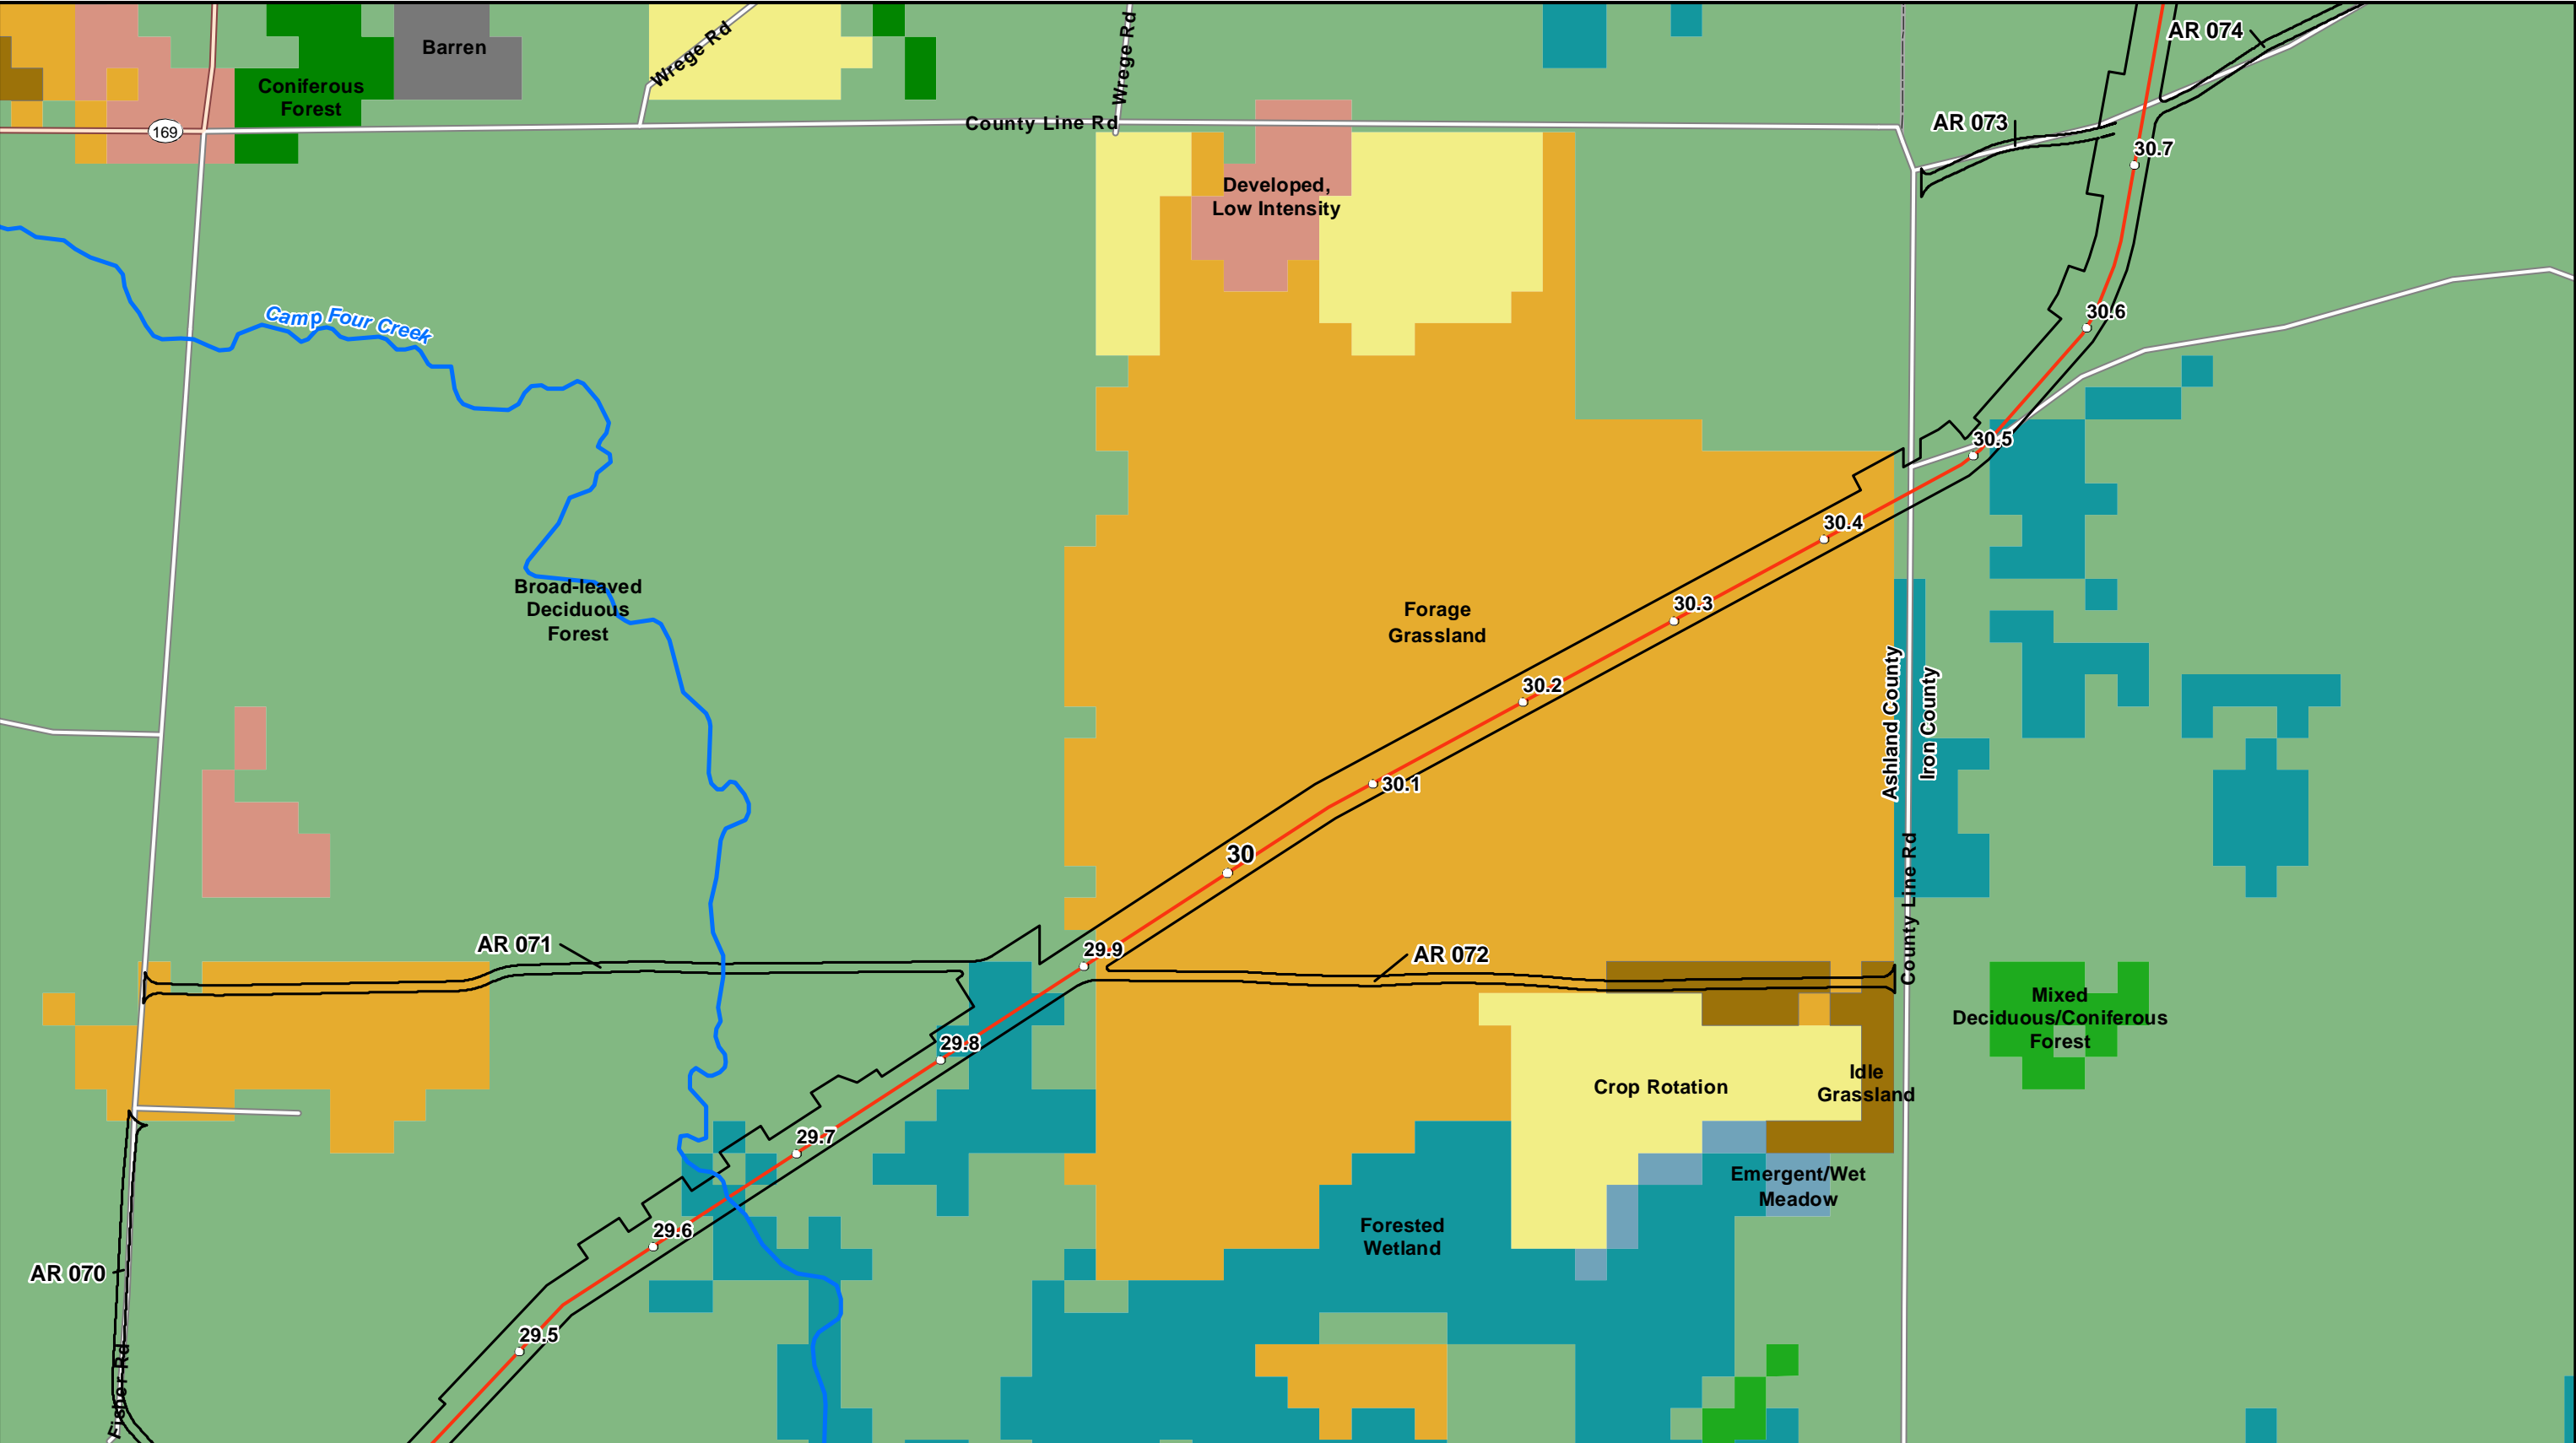 AR 074
Barren
Wrege Rd
Wrege Rd
Coniferous
Forest
169
County Line Rd
AR 073
30.7
Developed,
Low Intensity
Camp Four Creek
30.6
30.5
30.4
Broad-leaved
Deciduous
Forest
Forage
Grassland
30.3
30.2
Ashland County
Iron County
30.1
30
County Line Rd
AR 071
29.9
AR 072
Mixed
Deciduous/Coniferous
Forest
29.8
Crop Rotation
Idle
Grassland
29.7
Emergent/Wet
Meadow
29.6
Forested
Wetland
AR 070
29.5
Fisher Rd